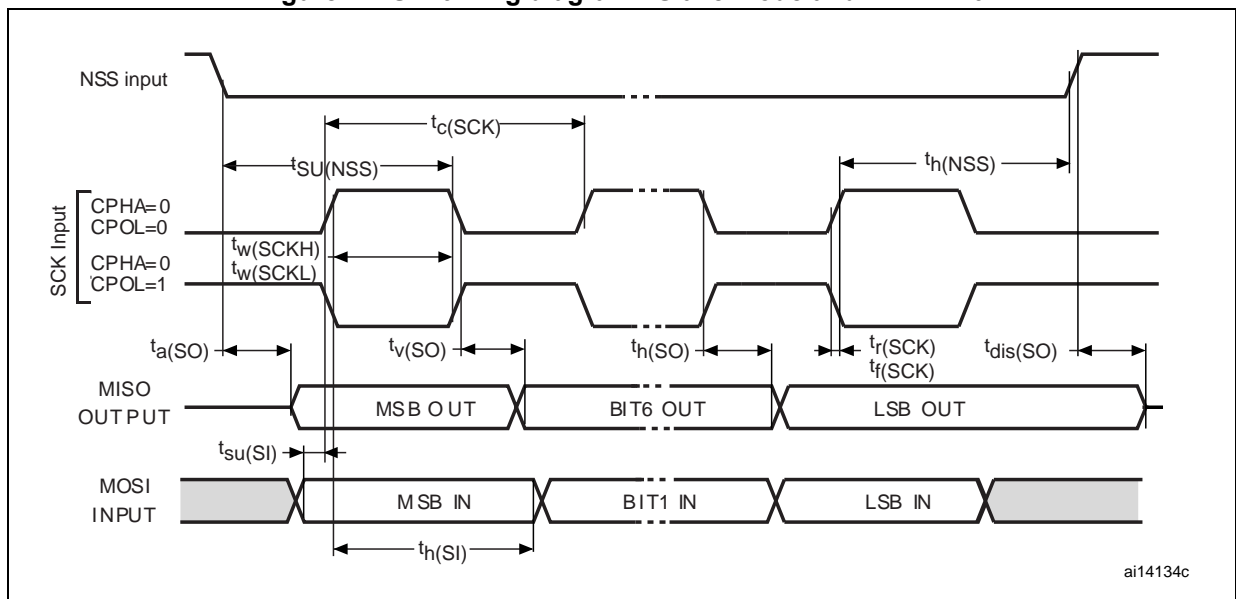 NSS input
tc(SCK)
tSU(NSS)
th(NSS)
SCK Input
CPHA=0
CPOL=0
tw(SCKH)
CPHA=0
tw(SCKL)
CPOL=1
ta(SO)
tv(SO)
th(SO)
tr(SCK)
tf(SCK)
tdis(SO)
MISO
OUTPUT
MSB OUT
BIT6 OUT
LSB OUT
tsu(SI)
MOSI
INPUT
MSB IN
BIT1 IN
LSB IN
th(SI)
ai14134c